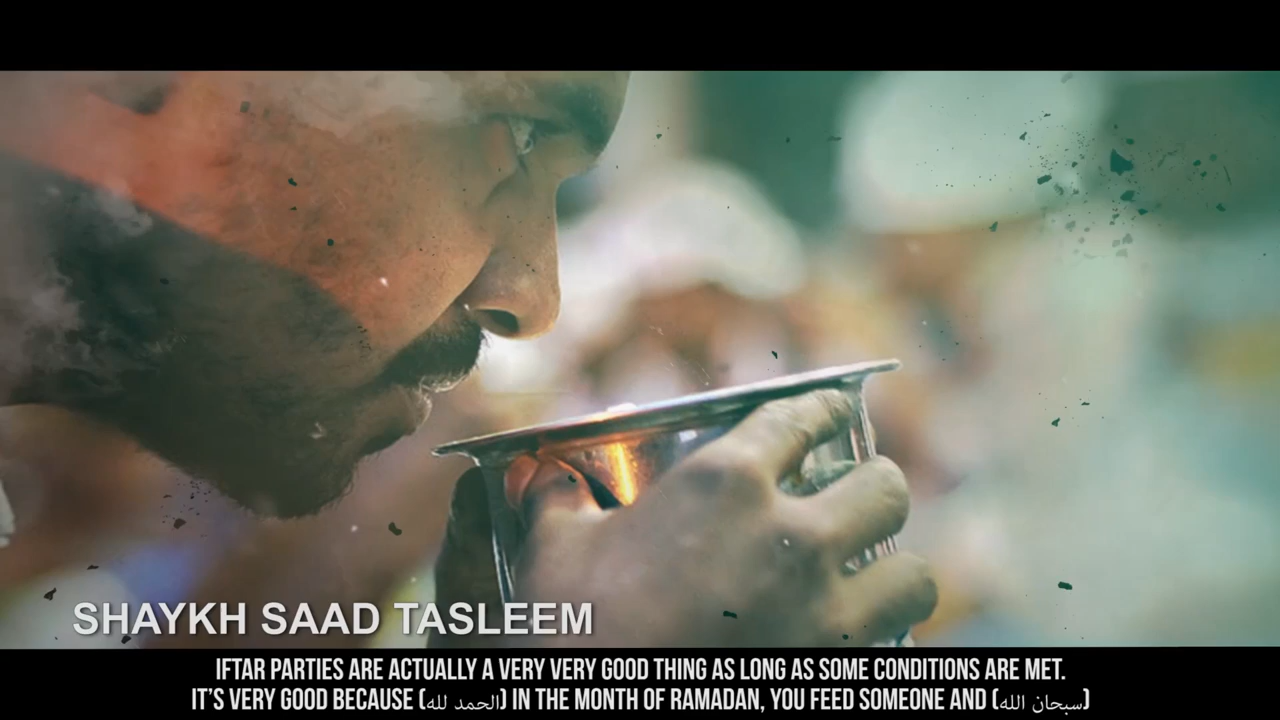 SHAYKH SAAD TASLEEM
IFTAR PARTIES ARE ACTUALLY A VERY VERY GOOD THING AS LONG AS SOME CONDITIONS ARE MET.
IT'S VERY GOOD BECAUSE (الحمد لله) IN THE MONTH OF RAMADAN, YOU FEED SOMEONE AND (سبحان الله)